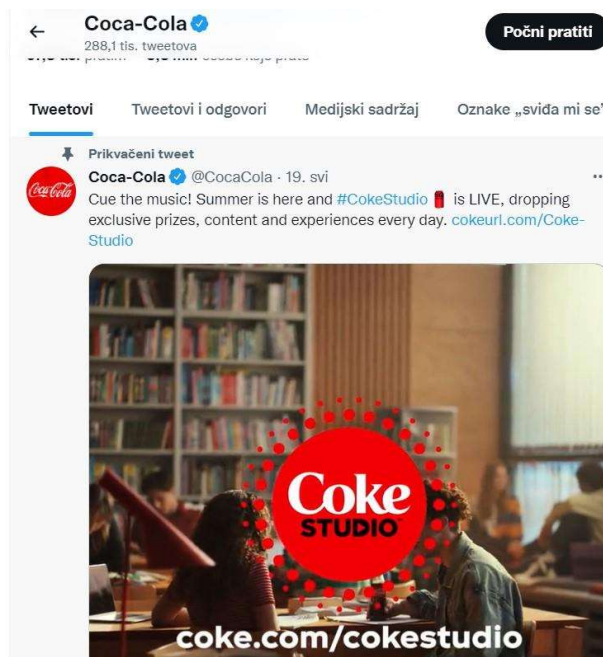 Coca-Cola
288,1 tis. tweetova
Počni pratiti
Tweetovi
Tweetovi i odgovori
Medijski sadržaj
Oznake „sviđa mi se”
Prikvačeni tweet
Coca-Cola @CocaCola · 19. svi
Cue the music! Summer is here and #CokeStudio is LIVE, dropping
exclusive prizes, content and experiences every day. cokeurl.com/Coke-
Studio
Coca-Cola
Coke
STUDIO
coke.com/cokestudio